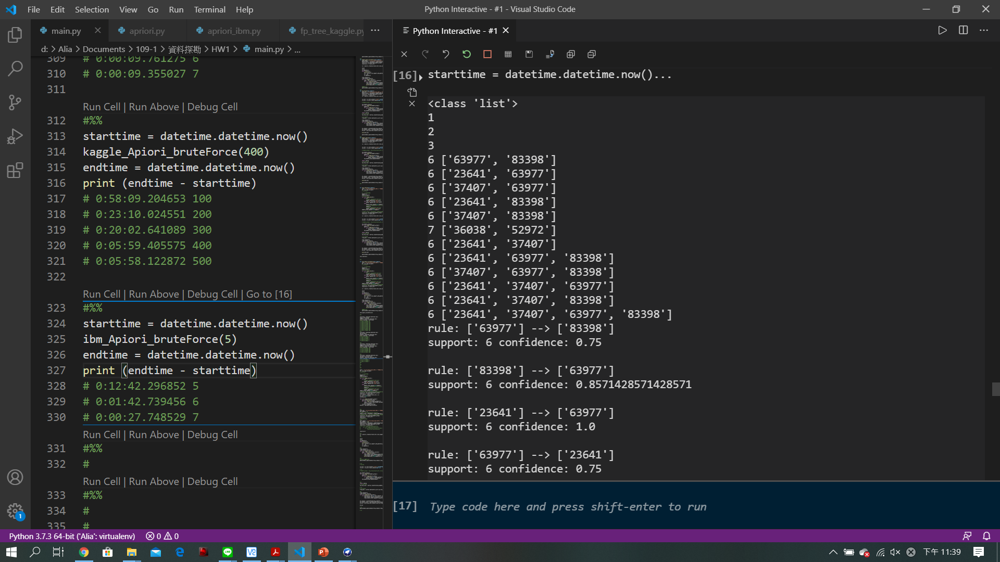 File Edit Selection View Go Run Terminal Help
Python Interactive - #1 - Visual Studio Code
main.py
apriori.py
apriori_ibm.py
fp_tree_kaggle.py
d: > Alia > Documents > 109-1 > 資料探勘 > HW1 > main.py > ...
309 # 0:00:09.761275 6
310 # 0:00:09.355027 7
311
Run Cell | Run Above | Debug Cell
312 #%%
313 starttime = datetime.datetime.now()
314 kaggle_Apiori_bruteForce(400)
315 endtime = datetime.datetime.now()
316 print (endtime - starttime)
317 # 0:58:09.204653 100
318 # 0:23:10.024551 200
319 # 0:20:02.641089 300
320 # 0:05:59.405575 400
321 # 0:05:58.122872 500
322
Run Cell | Run Above | Debug Cell | Go to [16]
323 #%%
324 starttime = datetime.datetime.now()
325 ibm_Apiori_bruteForce(5)
326 endtime = datetime.datetime.now()
327 print (endtime - starttime)
328 # 0:12:42.296852 5
329 # 0:01:42.739456 6
330 # 0:00:27.748529 7
Run Cell | Run Above | Debug Cell
331 #%%
332 #
Run Cell | Run Above | Debug Cell
333 #%%
334 #
335 #
Python Interactive - #1
[16] starttime = datetime.datetime.now()...
<class 'list'>
1
2
3
6 ['63977', '83398']
6 ['23641', '63977']
6 ['37407', '63977']
6 ['23641', '83398']
6 ['37407', '83398']
7 ['36038', '52972']
6 ['23641', '37407']
6 ['23641', '63977', '83398']
6 ['37407', '63977', '83398']
6 ['23641', '37407', '63977']
6 ['23641', '37407', '83398']
6 ['23641', '37407', '63977', '83398']
rule: ['63977'] --> ['83398']
support: 6 confidence: 0.75
rule: ['83398'] --> ['63977']
support: 6 confidence: 0.8571428571428571
rule: ['23641'] --> ['63977']
support: 6 confidence: 1.0
rule: ['63977'] --> ['23641']
support: 6 confidence: 0.75
[17] Type code here and press shift-enter to run
1
Python 3.7.3 64-bit ('Alia': virtualenv) 0 0
下午 11:39